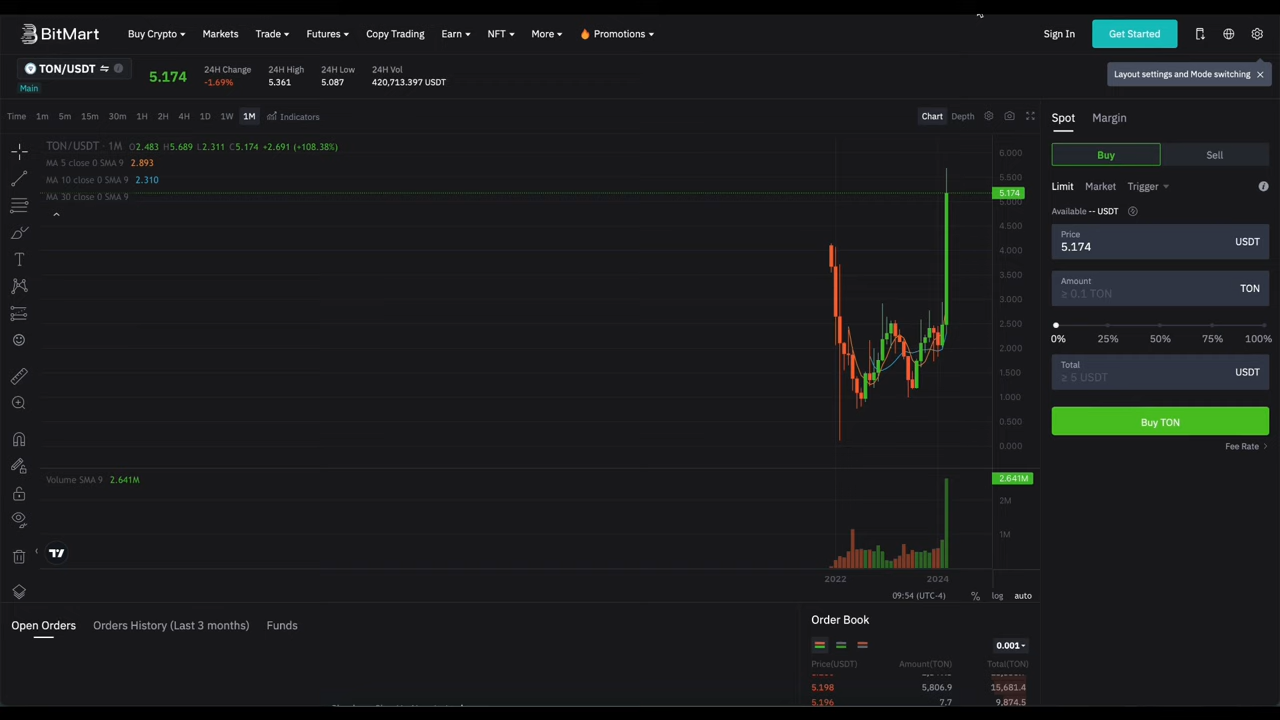 BitMart
Buy Crypto
Markets
Trade
Futures
Copy Trading
Earn
NFT
More
Promotions
Sign In
Get Started
TON/USDT
Main
5.174
24H Change
-1.69%
24H High
5.361
24H Low
5.087
24H Vol
420,713.397 USDT
Layout settings and Mode switching
Time 1m 5m 15m 30m 1H 2H 4H 1D 1W 1M Indicators
Chart Depth
TON/USDT · 1M O2.483 H5.689 L2.311 C5.174 +2.691 (+108.38%)
MA 5 close 0 SMA 9 2.893
MA 10 close 0 SMA 9 2.310
MA 30 close 0 SMA 9
6.000
5.500
5.174
5.000
4.500
4.000
3.500
3.000
2.500
2.000
1.500
1.000
0.500
0.000
Volume SMA 9 2.641M
2.641M
2M
1M
2022 2024
09:54 (UTC-4) % log auto
Spot Margin
Buy Sell
Limit Market Trigger
Available -- USDT
Price
5.174 USDT
Amount
≥ 0.1 TON TON
0% 25% 50% 75% 100%
Total
≥ 5 USDT USDT
Buy TON
Fee Rate
Open Orders Orders History (Last 3 months) Funds
Order Book
0.001
Price(USDT) Amount(TON) Total(TON)
5.198 5,806.9 15,681.4
5.196 7.7 9,874.5